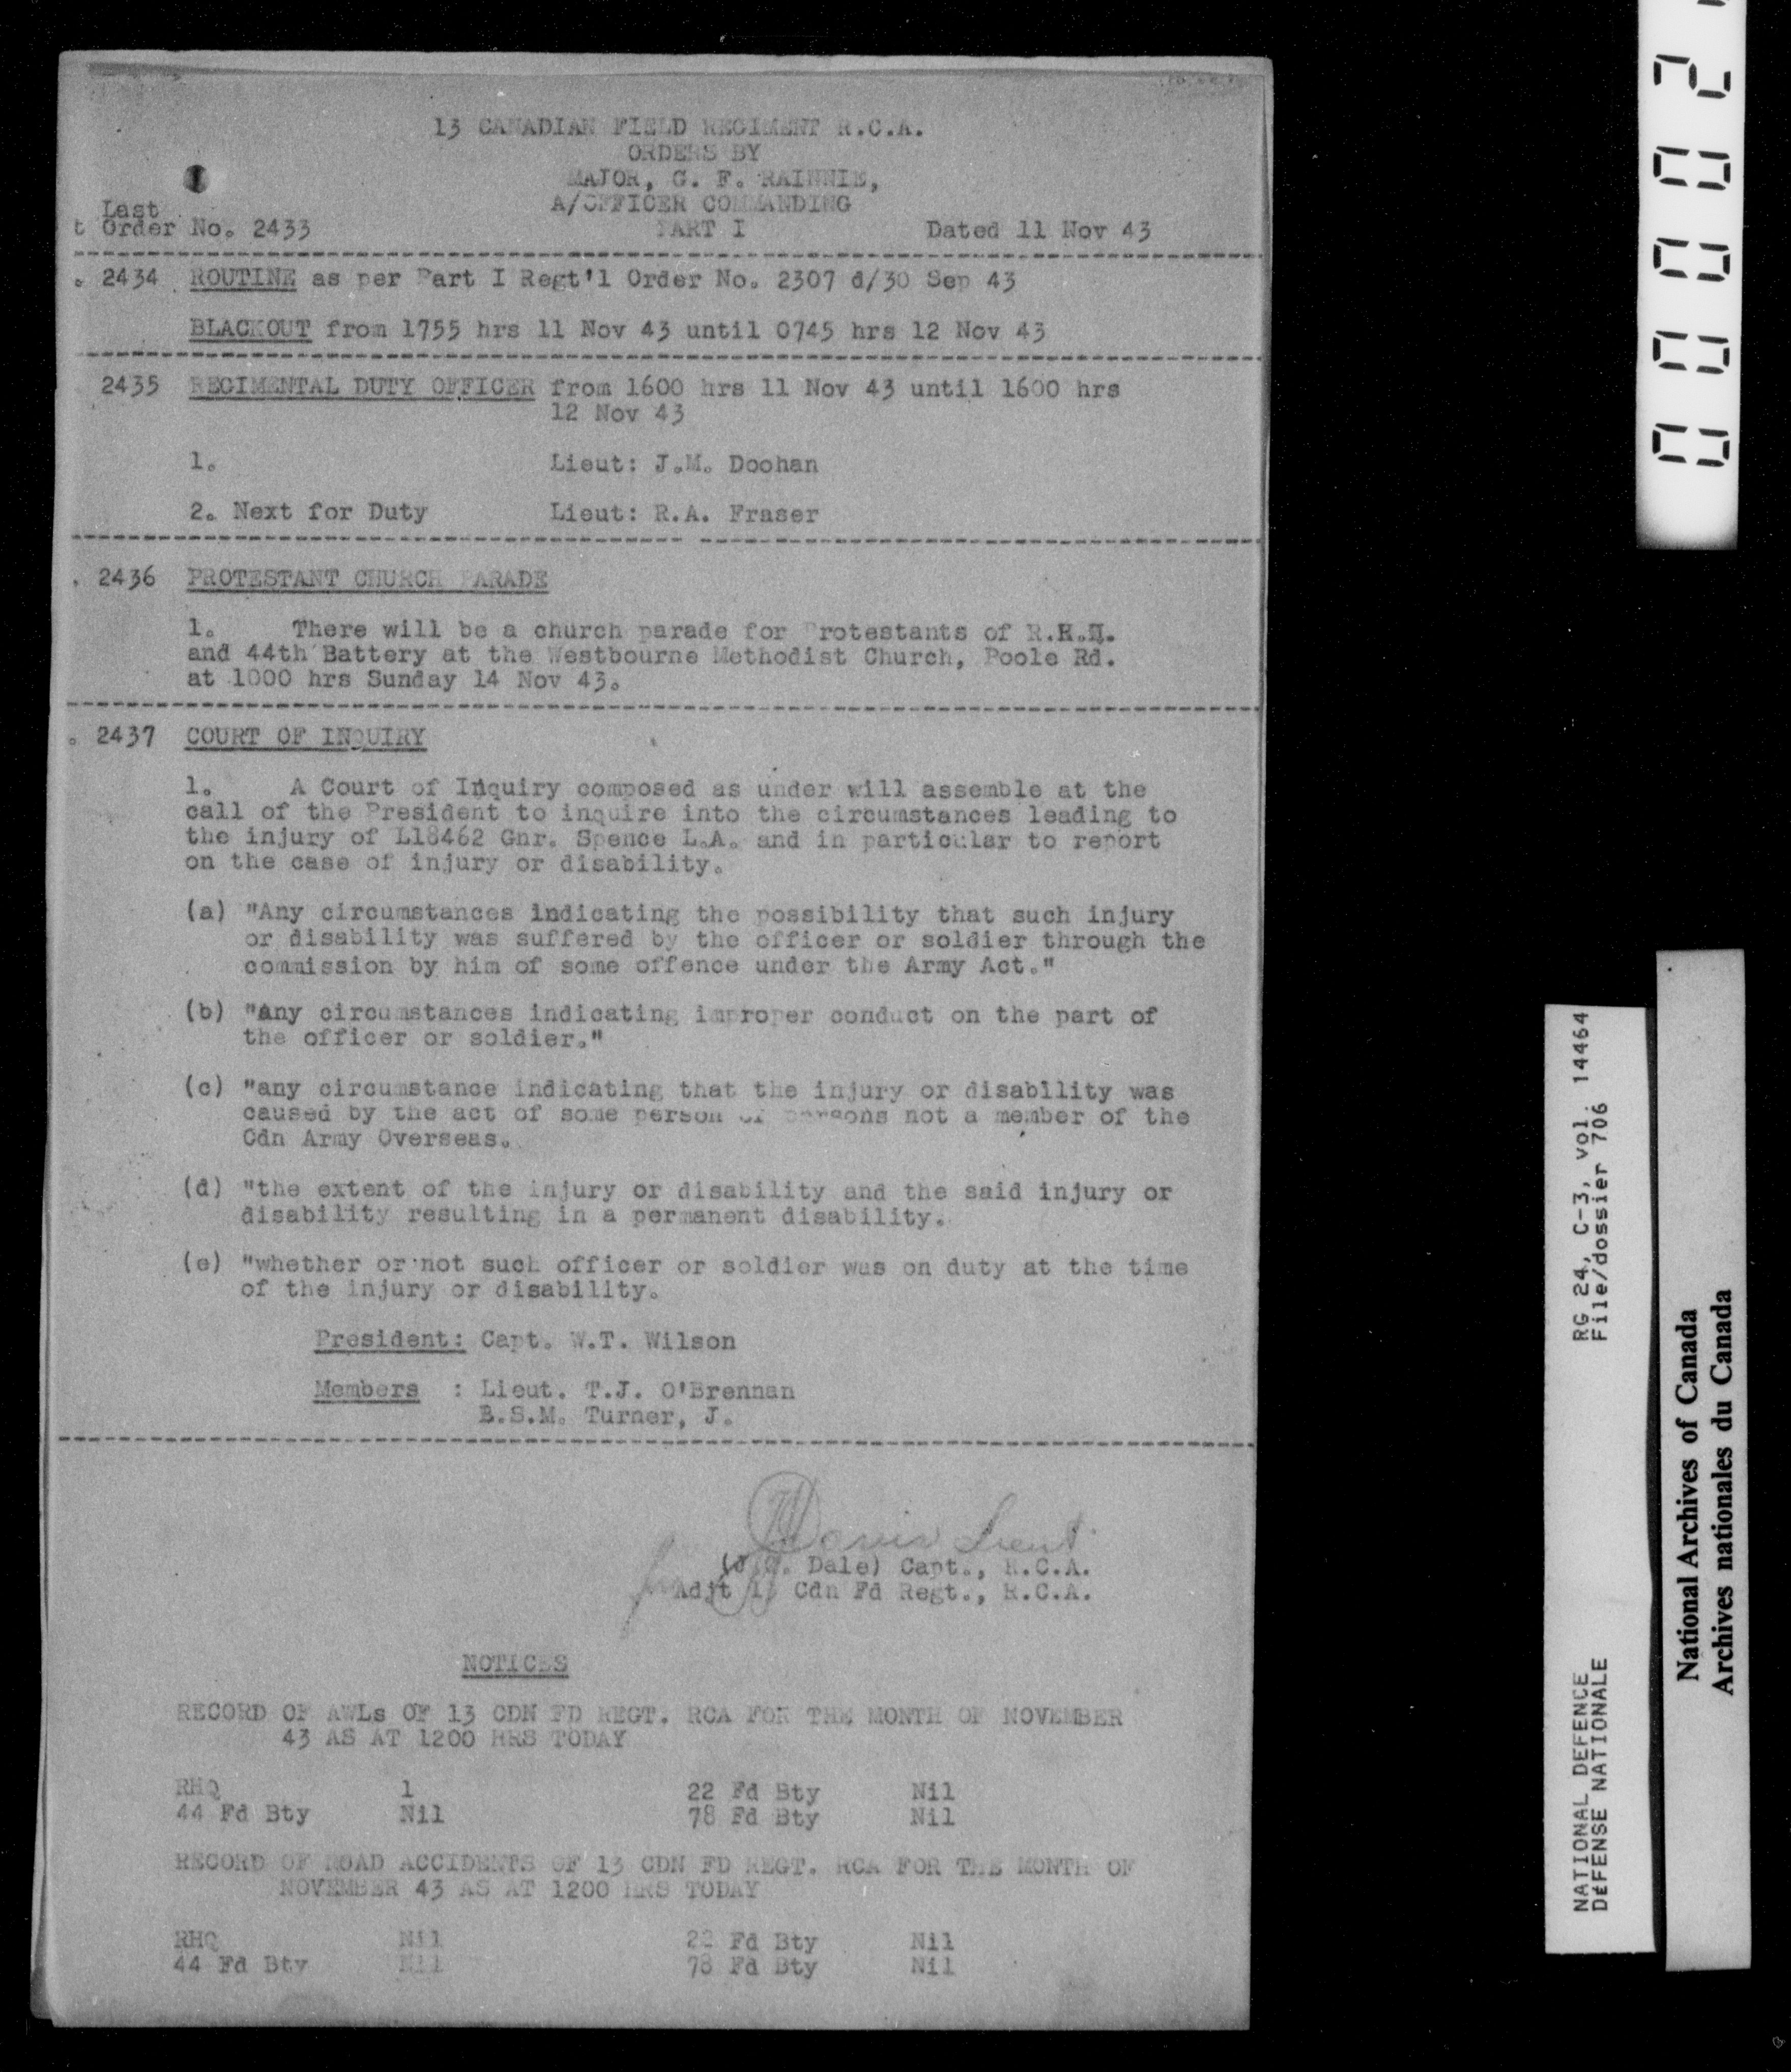 13 CANADIAN FIELD REGIMENT R.C.A.
ORDERS BY
MAJOR, G. F. RAINNIE,
A/OFFICER COMMANDING
Last
t Order No. 2433 PART I Dated 11 Nov 43
. 2434 ROUTINE as per Part I Regt'l Order No. 2307 d/30 Sep 43
BLACKOUT from 1755 hrs 11 Nov 43 until 0745 hrs 12 Nov 43
2435 REGIMENTAL DUTY OFFICER from 1600 hrs 11 Nov 43 until 1600 hrs
12 Nov 43
1. Lieut: J.M. Doohan
2. Next for Duty Lieut: R.A. Fraser
. 2436 PROTESTANT CHURCH PARADE
1. There will be a church parade for Protestants of R.H.Q.
and 44th Battery at the Westbourne Methodist Church, Poole Rd.
at 1000 hrs Sunday 14 Nov 43.
. 2437 COURT OF INQUIRY
1. A Court of Inquiry composed as under will assemble at the
call of the President to inquire into the circumstances leading to
the injury of L18462 Gnr. Spence L.A. and in particular to report
on the case of injury or disability.
(a) "Any circumstances indicating the possibility that such injury
or disability was suffered by the officer or soldier through the
commission by him of some offence under the Army Act."
(b) "Any circumstances indicating improper conduct on the part of
the officer or soldier."
(c) "any circumstance indicating that the injury or disability was
caused by the act of some person or persons not a member of the
Cdn Army Overseas.
(d) "the extent of the injury or disability and the said injury or
disability resulting in a permanent disability.
(e) "whether or not such officer or soldier was on duty at the time
of the injury or disability.
President: Capt. W.T. Wilson
Members : Lieut. T.J. O'Brennan
B.S.M. Turner, J.
Davis Lieut
Dale) Capt., R.C.A.
for Adjt 13 Cdn Fd Regt., R.C.A.
NOTICES
RECORD OF AWLs OF 13 CDN FD REGT. RCA FOR THE MONTH OF NOVEMBER
43 AS AT 1200 HRS TODAY
RHQ 1 22 Fd Bty Nil
44 Fd Bty Nil 78 Fd Bty Nil
RECORD OF ROAD ACCIDENTS OF 13 CDN FD REGT. RCA FOR THE MONTH OF
NOVEMBER 43 AS AT 1200 HRS TODAY
RHQ Nil 22 Fd Bty Nil
44 Fd Bty Nil 78 Fd Bty Nil
NATIONAL DEFENCE RG 24, C-3, vol. 14464
DÉFENSE NATIONALE File/dossier 706
National Archives of Canada
Archives nationales du Canada